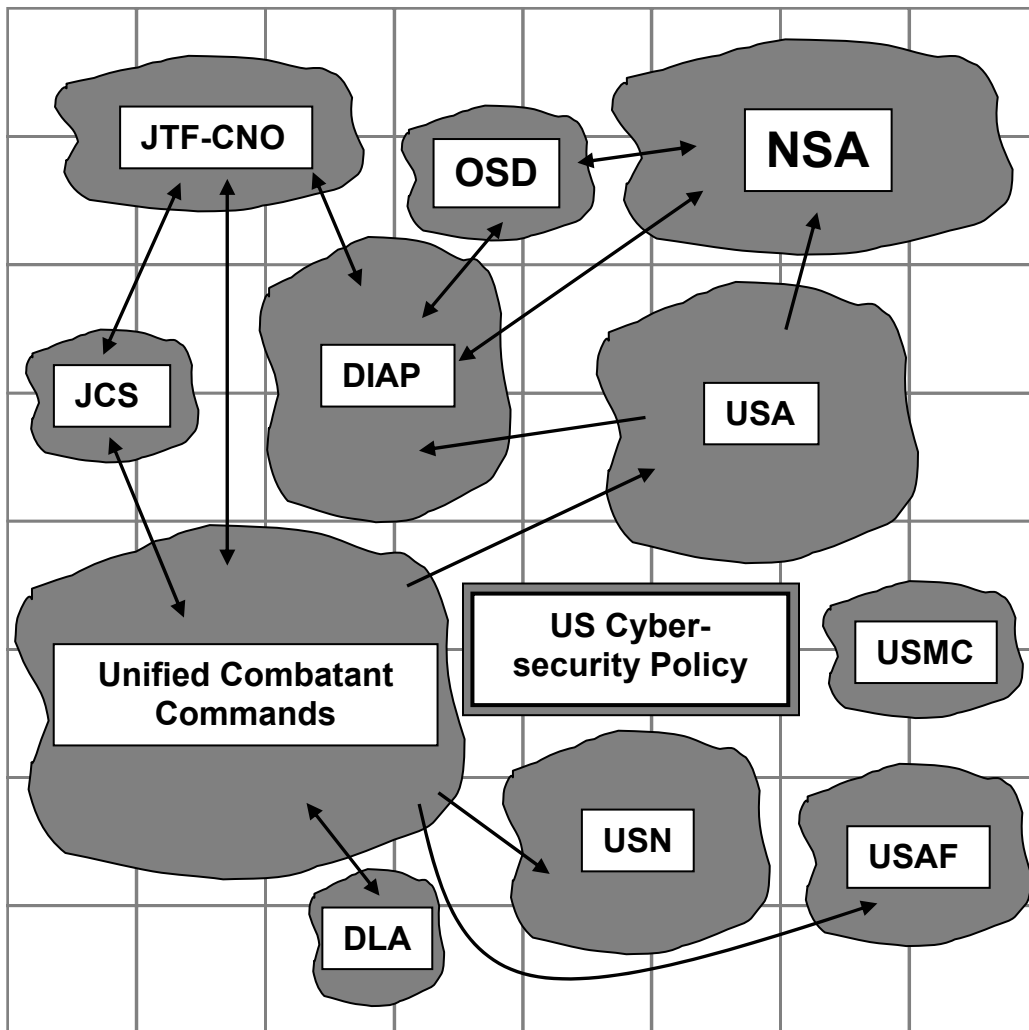 JTF-CNO
OSD
NSA
JCS
DIAP
USA
Unified Combatant
Commands
US Cyber-
security Policy
USMC
USN
USAF
DLA